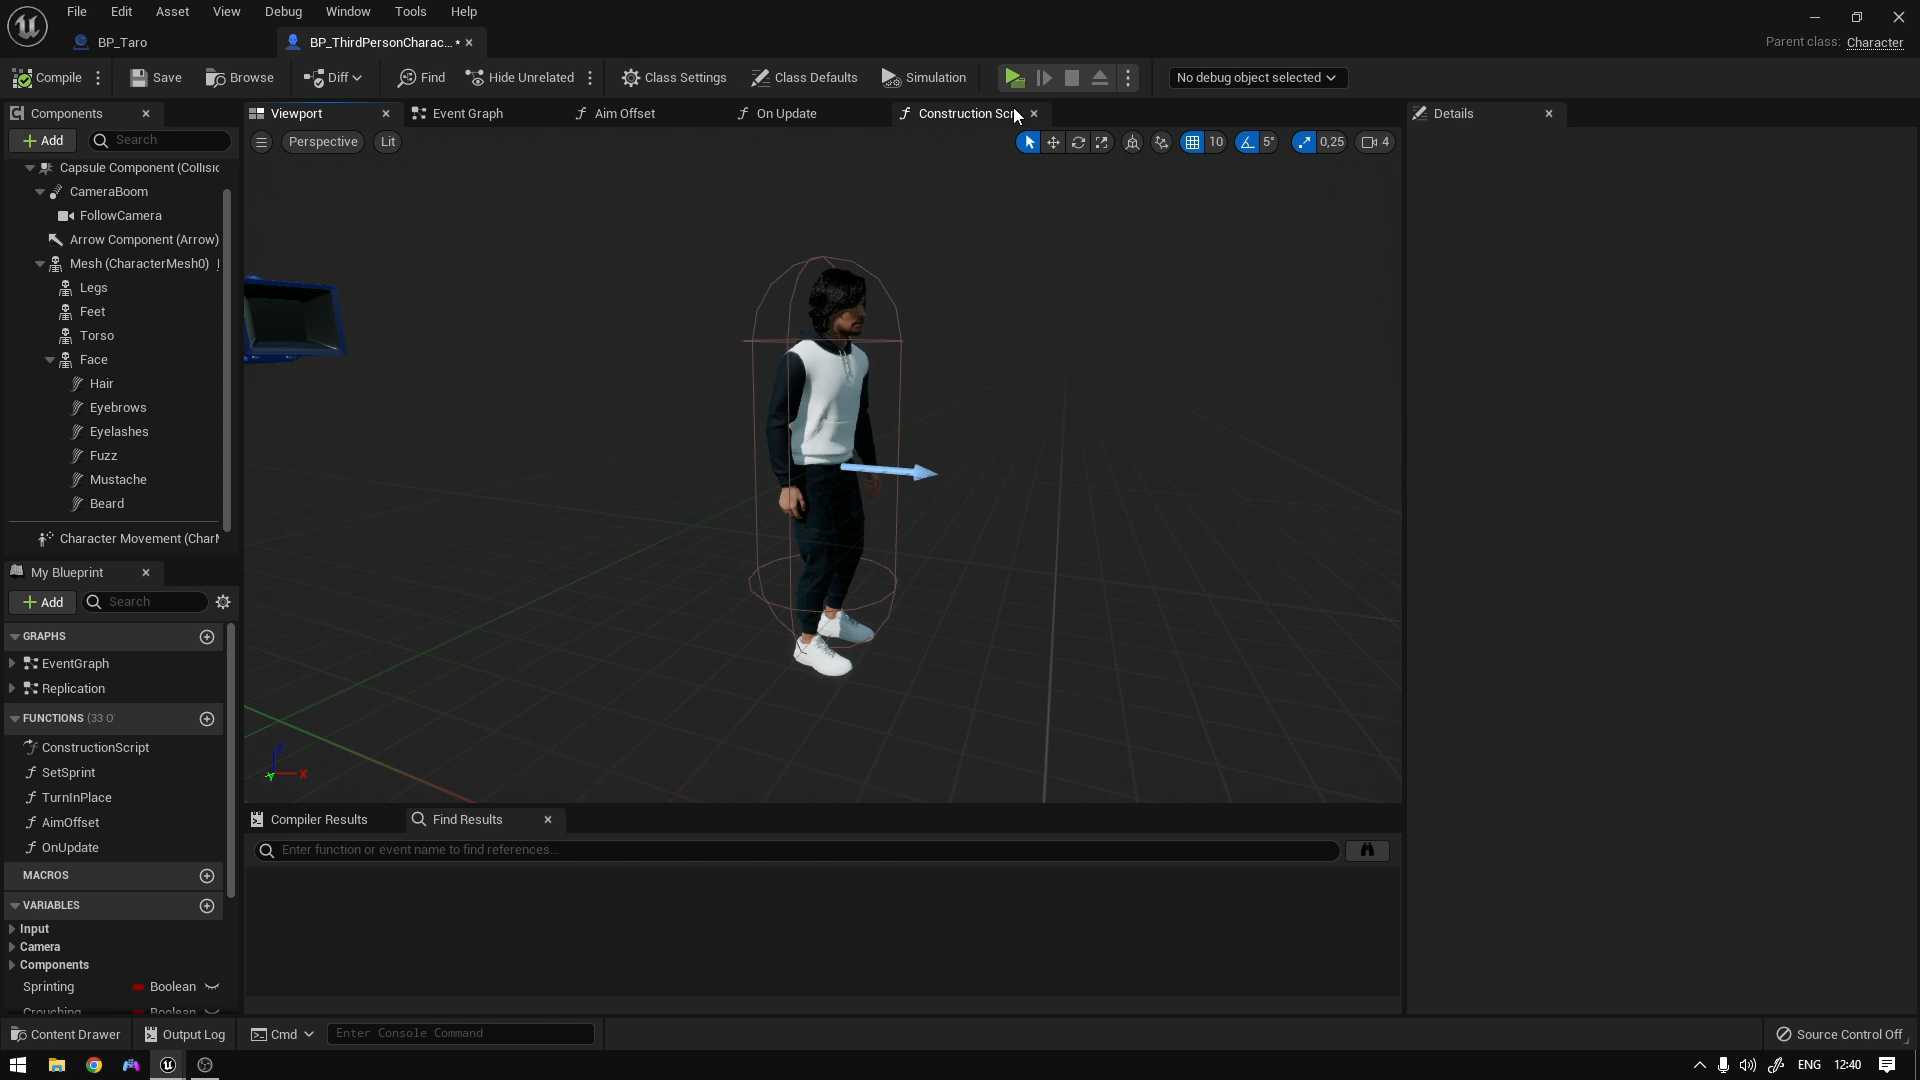 File Edit Asset View Debug Window Tools Help
BP_Taro
BP_ThirdPersonCharac... *
Parent class: Character
Compile
Save
Browse
Diff
Find
Hide Unrelated
Class Settings
Class Defaults
Simulation
No debug object selected
Components
Viewport
Event Graph
Aim Offset
On Update
Construction Scr
Details
Add
Search
Perspective
Lit
10
5°
0,25
4
Capsule Component (Collisio
CameraBoom
FollowCamera
Arrow Component (Arrow)
Mesh (CharacterMesh0)
Legs
Feet
Torso
Face
Hair
Eyebrows
Eyelashes
Fuzz
Mustache
Beard
Character Movement (CharM
My Blueprint
Add
Search
GRAPHS
EventGraph
Replication
FUNCTIONS (33 O
ConstructionScript
SetSprint
TurnInPlace
AimOffset
OnUpdate
MACROS
VARIABLES
Input
Camera
Components
Sprinting Boolean
Crouching Boolean
Z
X
Y
Compiler Results
Find Results
Enter function or event name to find references...
Content Drawer
Output Log
Cmd
Enter Console Command
Source Control Off
ENG
12:40